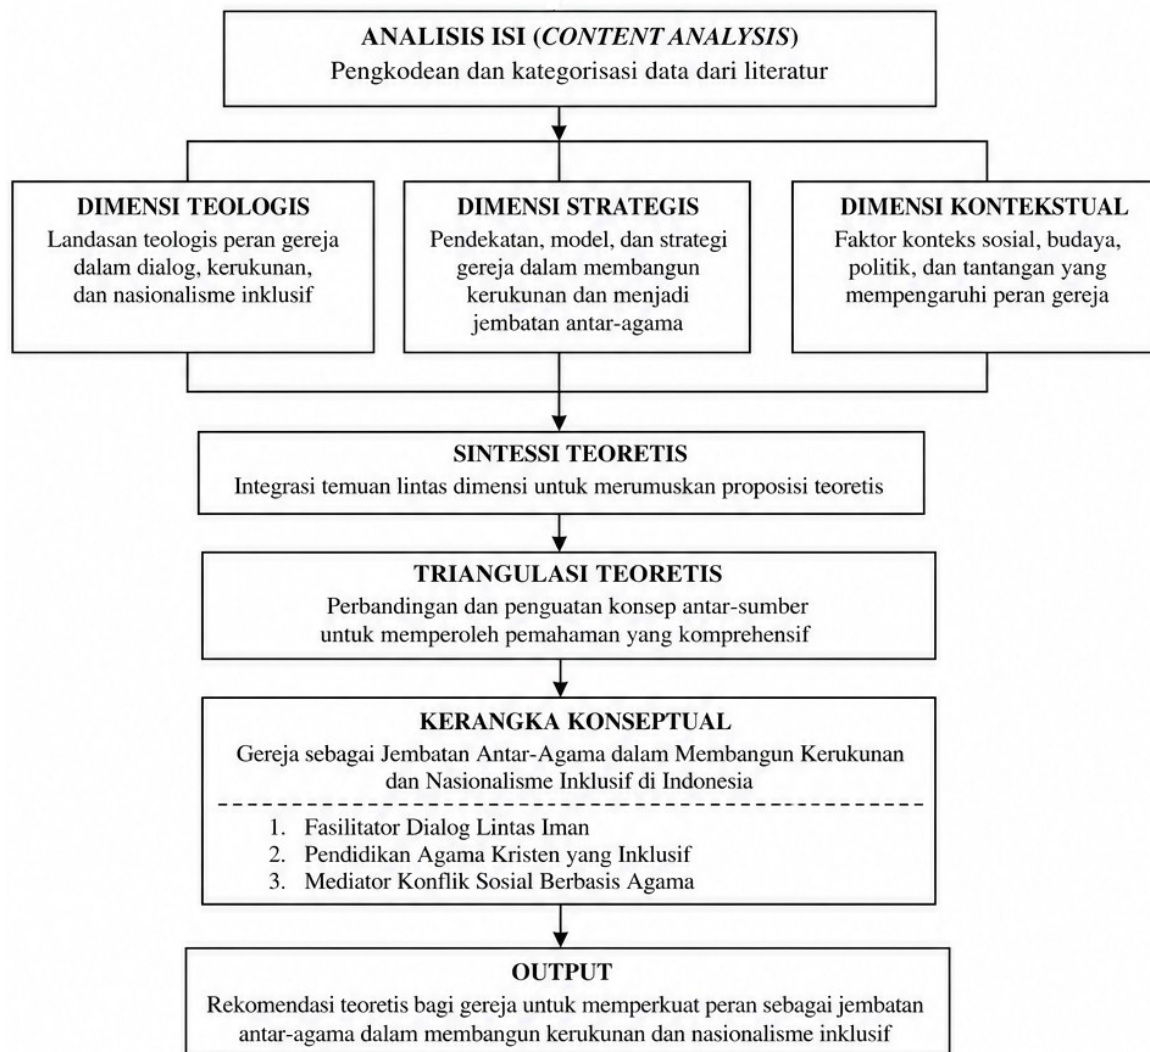 ANALISIS ISI (CONTENT ANALYSIS)
Pengkodean dan kategorisasi data dari literatur
DIMENSI TEOLOGIS
Landasan teologis peran gereja
dalam dialog, kerukunan,
dan nasionalisme inklusif
DIMENSI STRATEGIS
Pendekatan, model, dan strategi
gereja dalam membangun
kerukunan dan menjadi
jembatan antar-agama
DIMENSI KONTEKSTUAL
Faktor konteks sosial, budaya,
politik, dan tantangan yang
mempengaruhi peran gereja
SINTESSI TEORETIS
Integrasi temuan lintas dimensi untuk merumuskan proposisi teoretis
TRIANGULASI TEORETIS
Perbandingan dan penguatan konsep antar-sumber
untuk memperoleh pemahaman yang komprehensif
KERANGKA KONSEPTUAL
Gereja sebagai Jembatan Antar-Agama dalam Membangun Kerukunan
dan Nasionalisme Inklusif di Indonesia
1. Fasilitator Dialog Lintas Iman
2. Pendidikan Agama Kristen yang Inklusif
3. Mediator Konflik Sosial Berbasis Agama
OUTPUT
Rekomendasi teoretis bagi gereja untuk memperkuat peran sebagai jembatan
antar-agama dalam membangun kerukunan dan nasionalisme inklusif